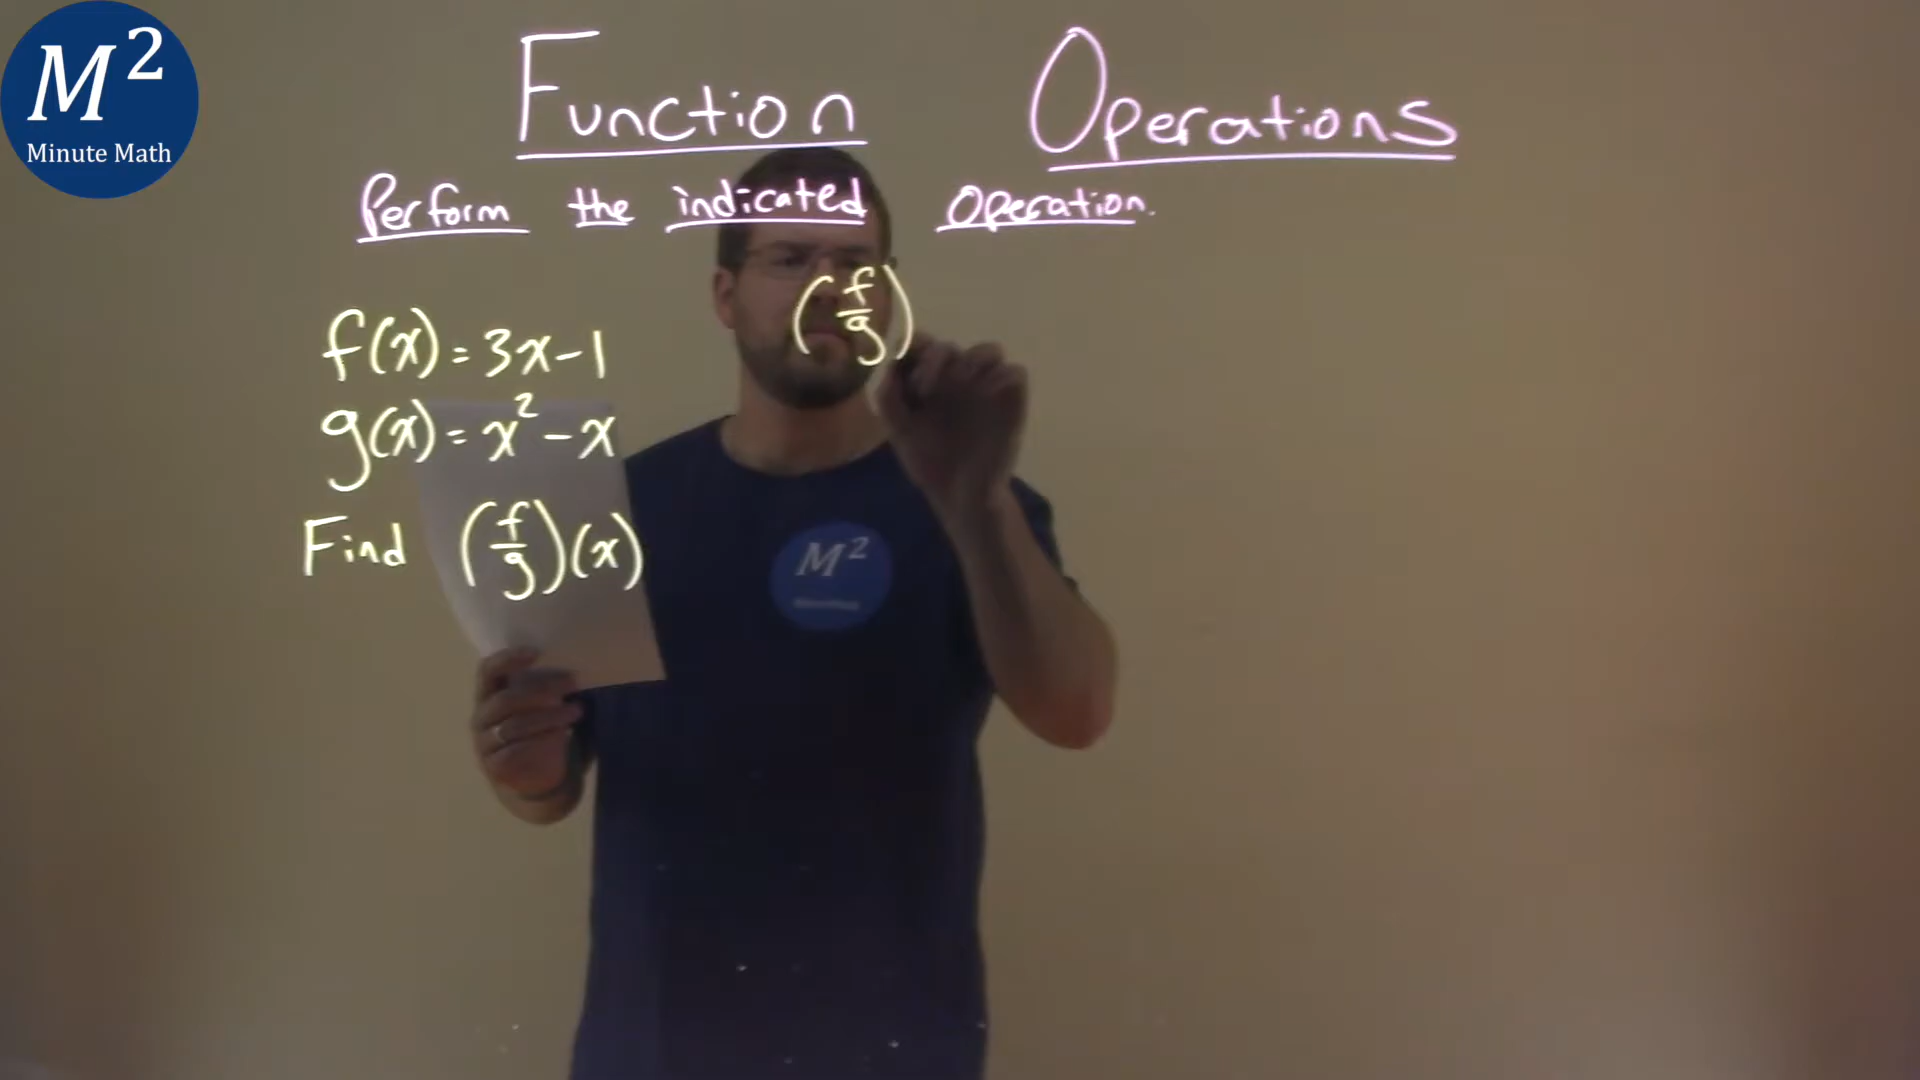 M²
Minute Math
Function Operations
Perform the indicated Operation.
(f/g)
f(x) = 3x - 1
g(x) = x² - x
Find (f/g)(x)
M²